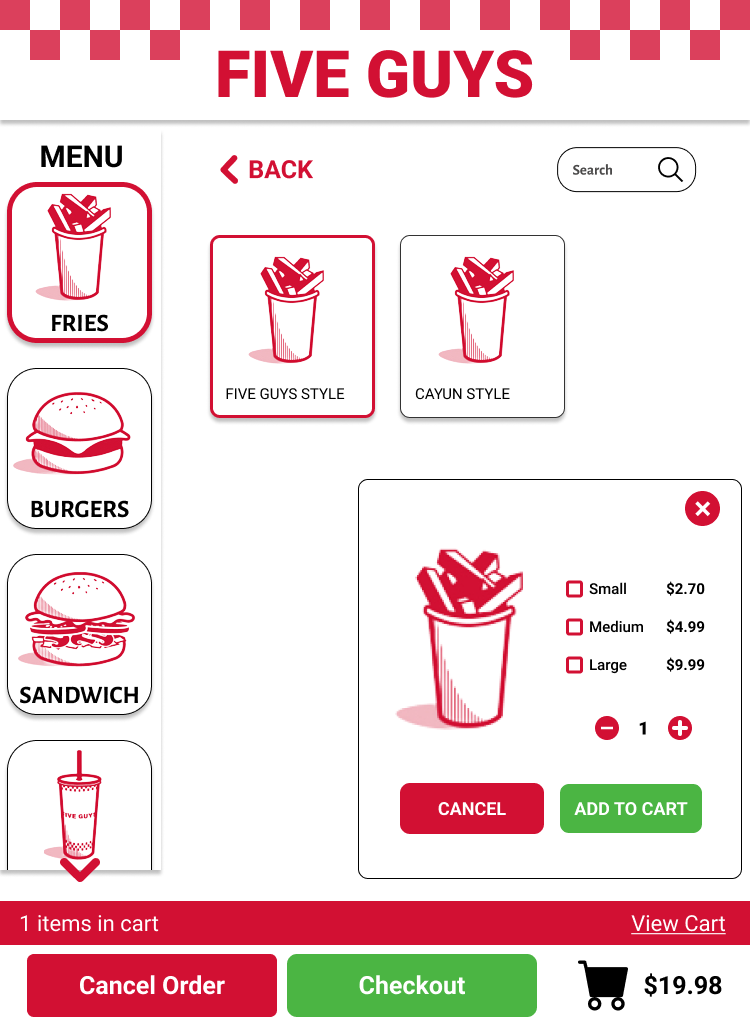 FIVE GUYS
MENU
BACK
Search
FRIES
BURGERS
SANDWICH
IVE GUY
FIVE GUYS STYLE
CAYUN STYLE
Small $2.70
Medium $4.99
Large $9.99
1
CANCEL
ADD TO CART
1 items in cart
View Cart
Cancel Order
Checkout
$19.98